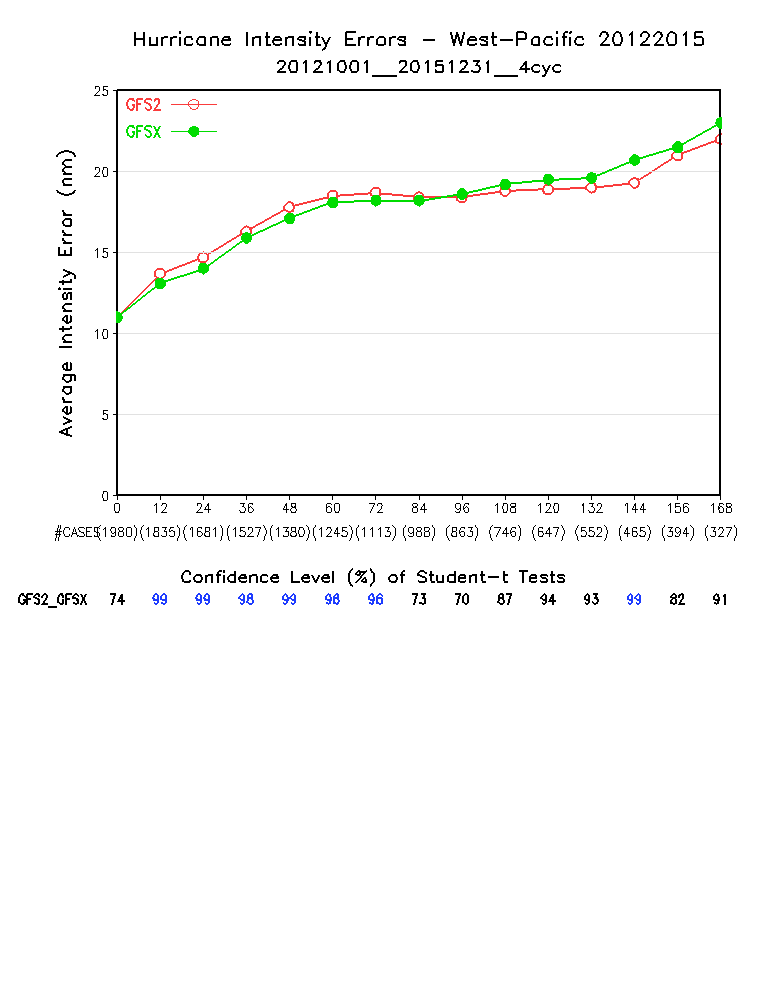 Hurricane Intensity Errors - West-Pacific 20122015
20121001__20151231__4cyc
GFS2
GFSX
Average Intensity Error (nm)
25
20
15
10
5
0
0 12 24 36 48 60 72 84 96 108 120 132 144 156 168
#CASES(1980)(1835)(1681)(1527)(1380)(1245)(1113) (988) (863) (746) (647) (552) (465) (394) (327)
Confidence Level (%) of Student-t Tests
GFS2_GFSX 74 99 99 98 99 96 96 73 70 87 94 93 99 82 91